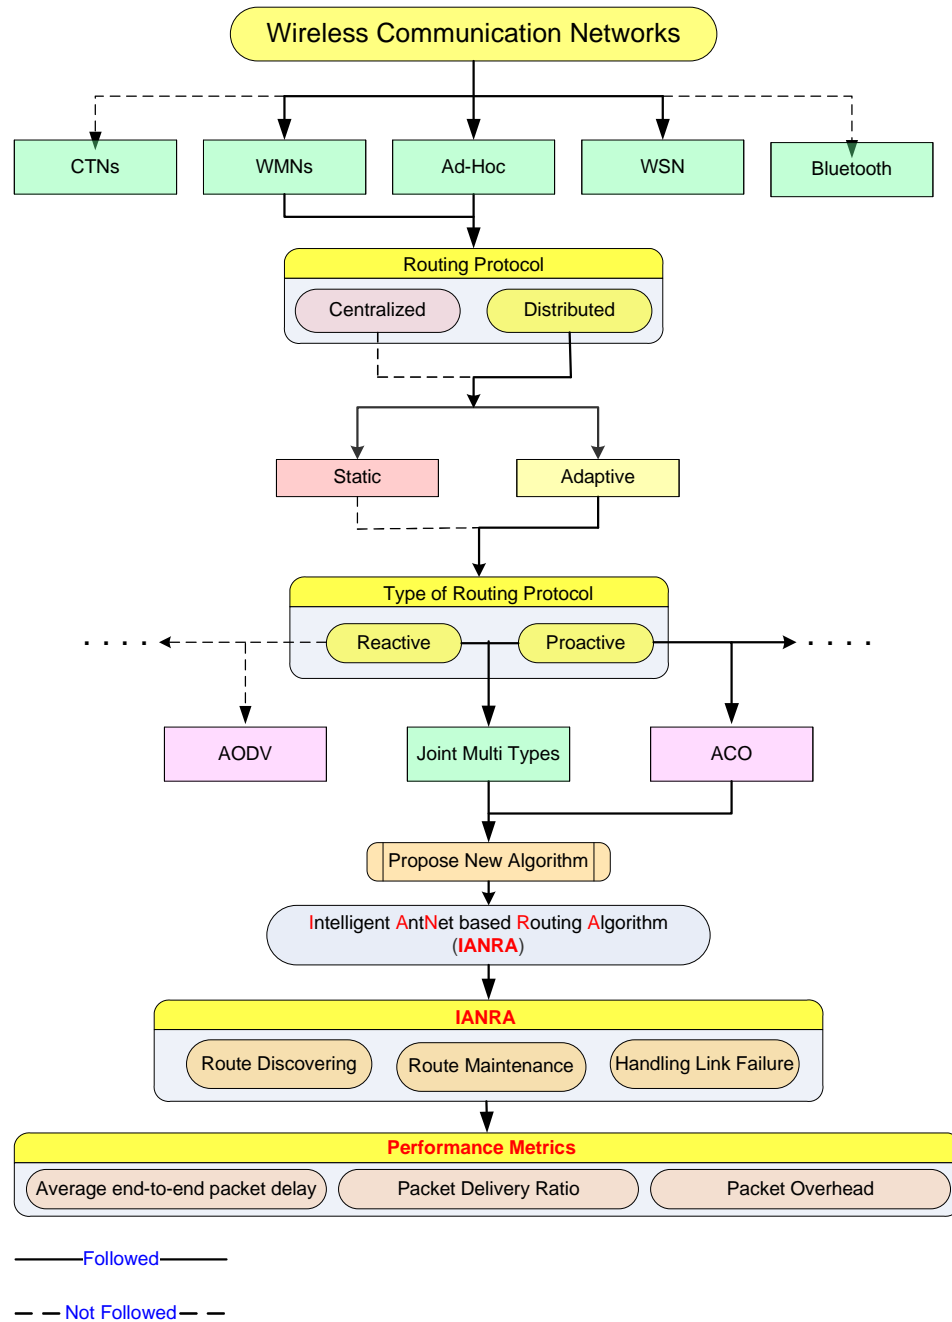 Wireless Communication Networks
CTNs
WMNs
Ad-Hoc
WSN
Bluetooth
Routing Protocol
Centralized
Distributed
Static
Adaptive
Type of Routing Protocol
. . . .
Reactive
Proactive
. . . .
AODV
Joint Multi Types
ACO
Propose New Algorithm
Intelligent AntNet based Routing Algorithm
(IANRA)
IANRA
Route Discovering
Route Maintenance
Handling Link Failure
Performance Metrics
Average end-to-end packet delay
Packet Delivery Ratio
Packet Overhead
Followed
Not Followed